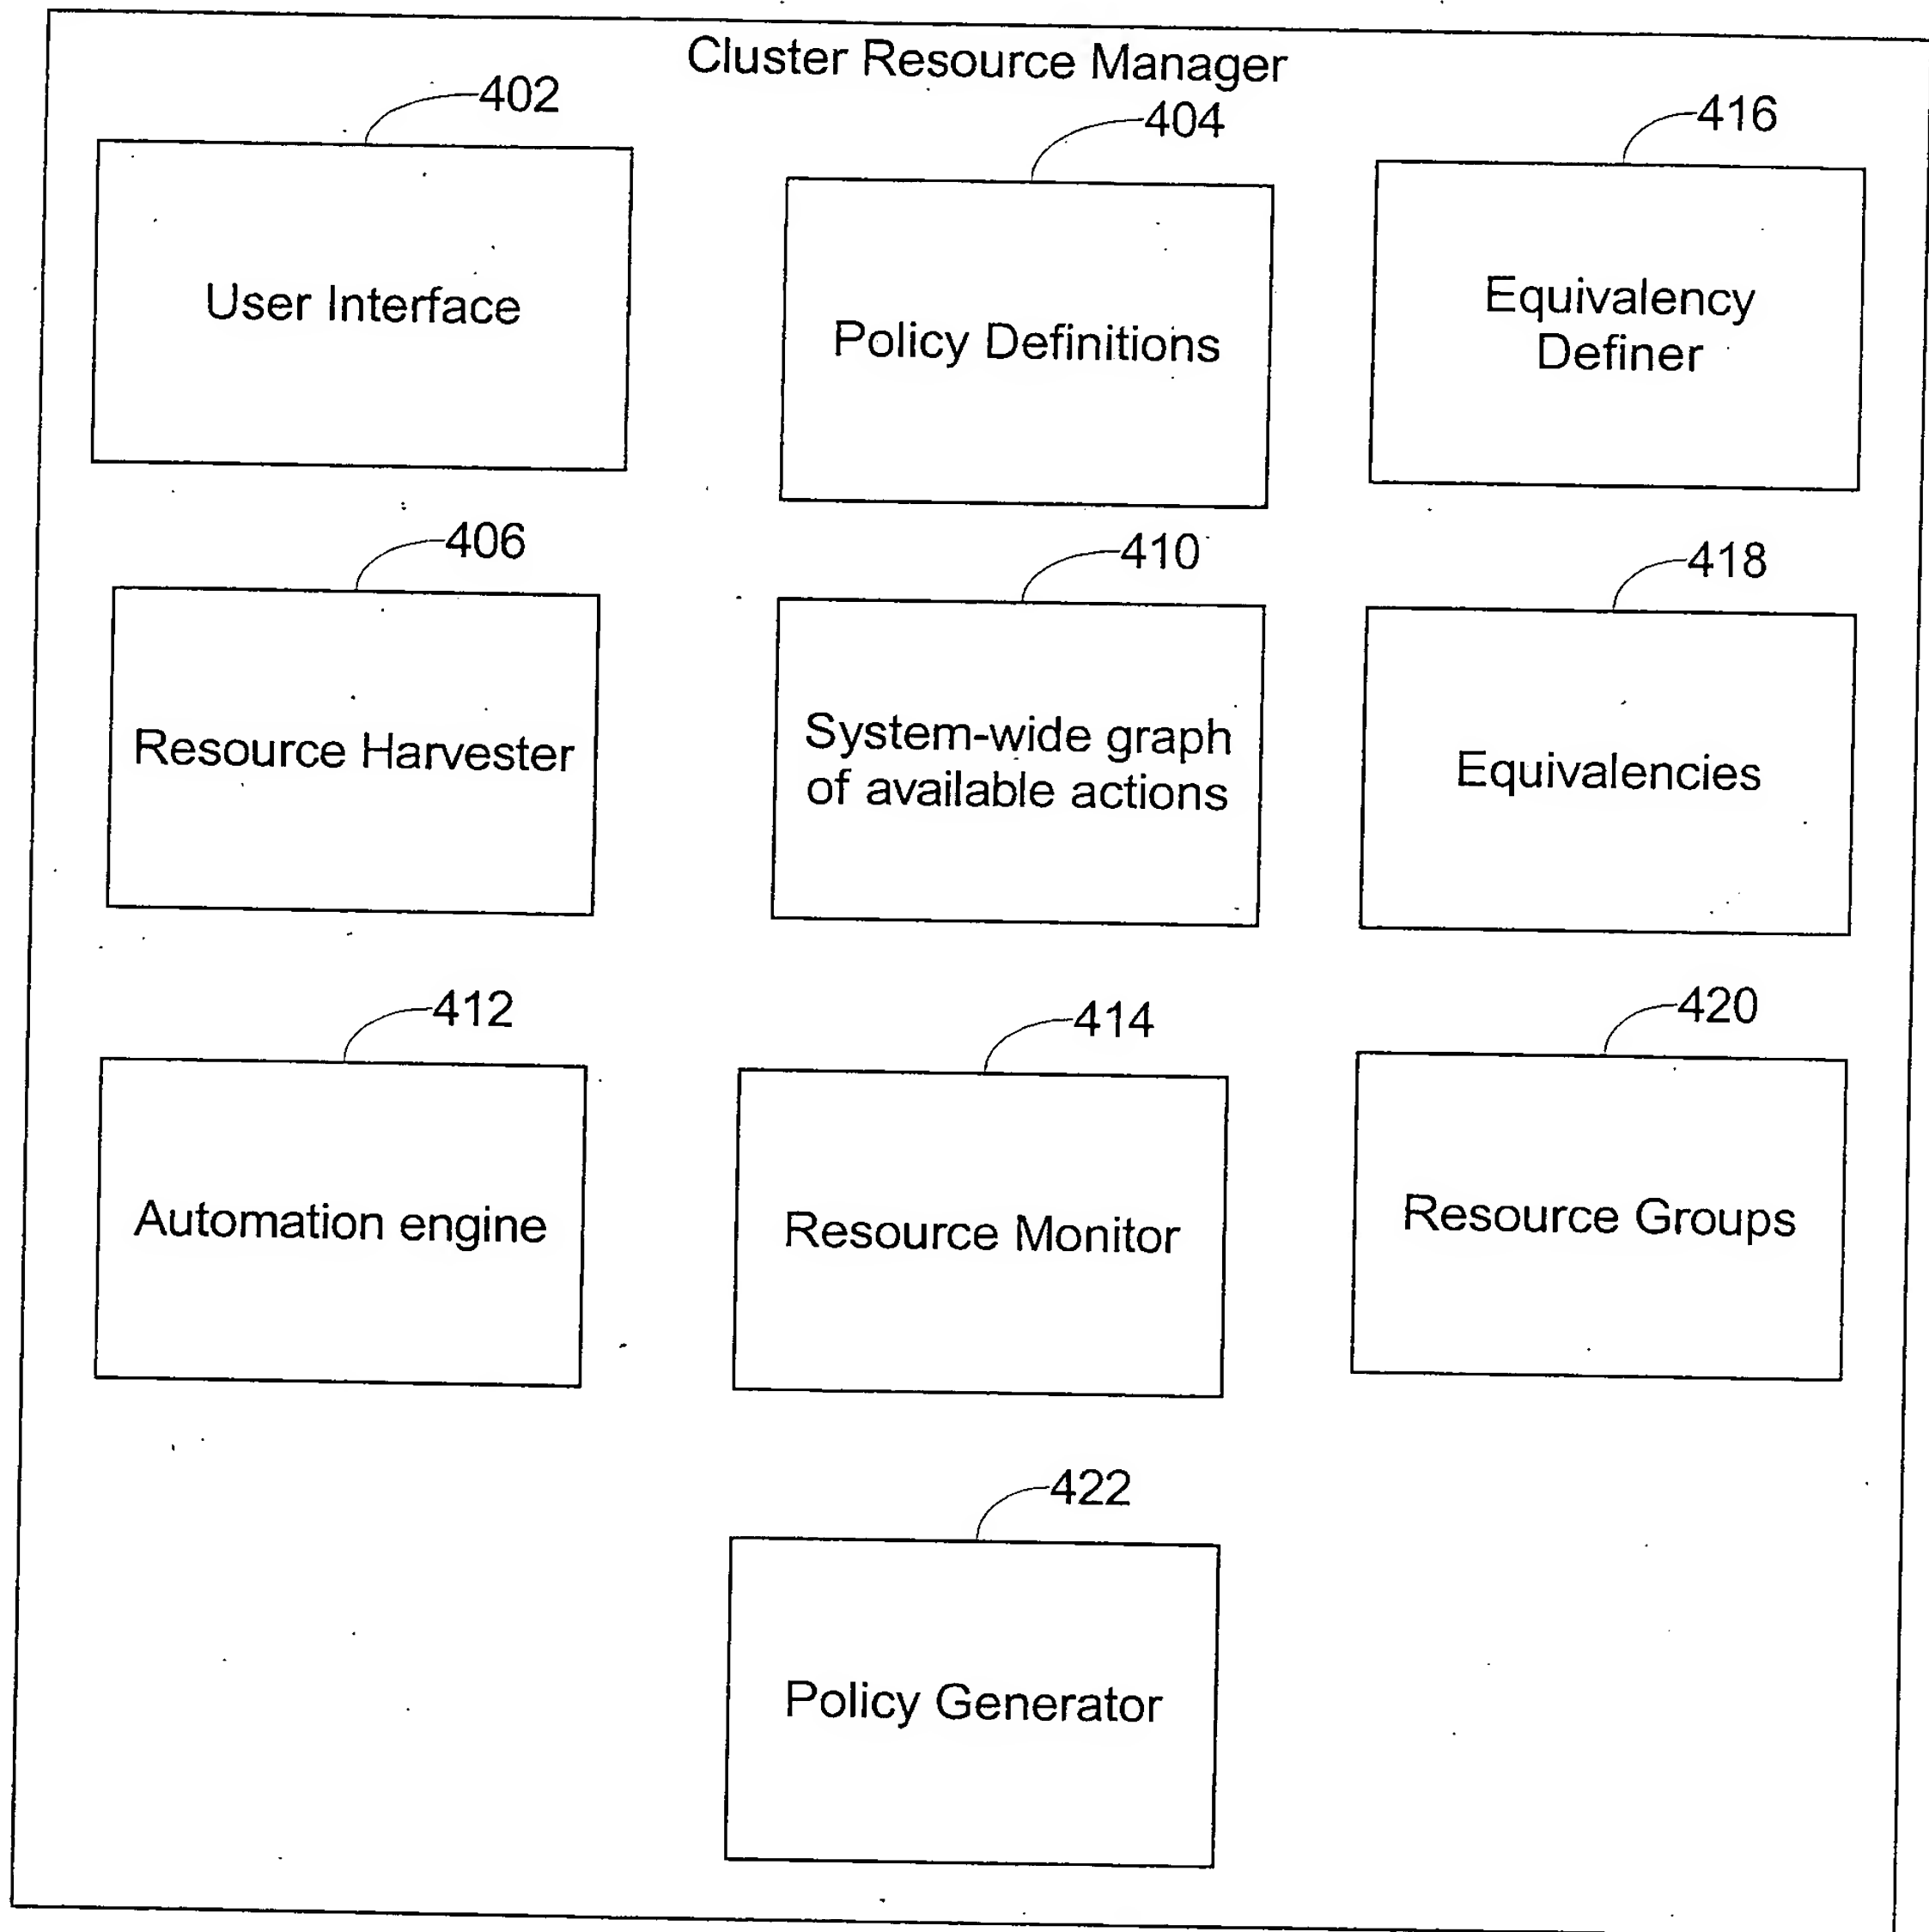 Cluster Resource Manager
402
404
416
User Interface
Policy Definitions
Equivalency
Definer
406
410
418
Resource Harvester
System-wide graph
of available actions
Equivalencies
412
414
420
Automation engine
Resource Monitor
Resource Groups
422
Policy Generator